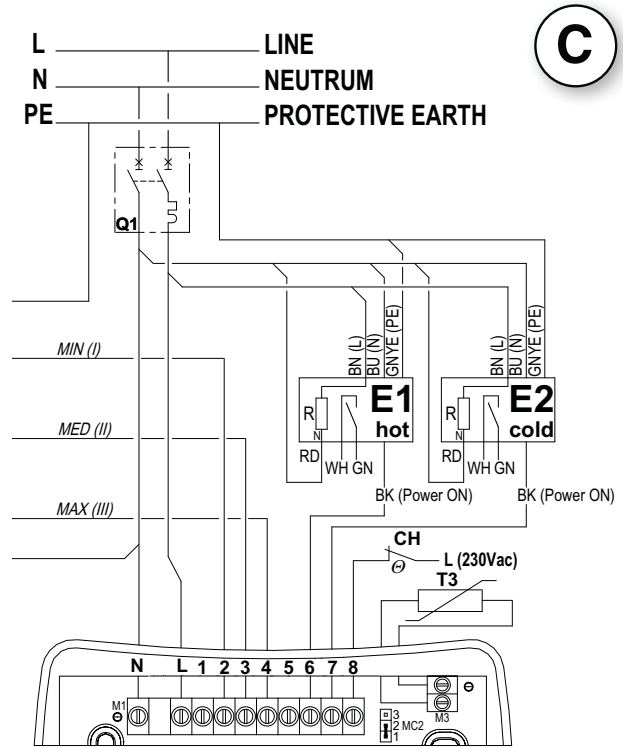 L LINE
C
N NEUTRUM
PE PROTECTIVE EARTH
Q1
MIN (I)
MED (II)
MAX (III)
BN (L)
BU (N)
GNYE (PE)
BN (L)
BU (N)
GNYE (PE)
R
N
E1
hot
R
N
E2
cold
RD
WH GN
RD
WH GN
BK (Power ON)
BK (Power ON)
CH
Θ
L (230Vac)
T3
N L 1 2 3 4 5 6 7 8
M1
3
2
1
MC2
M3